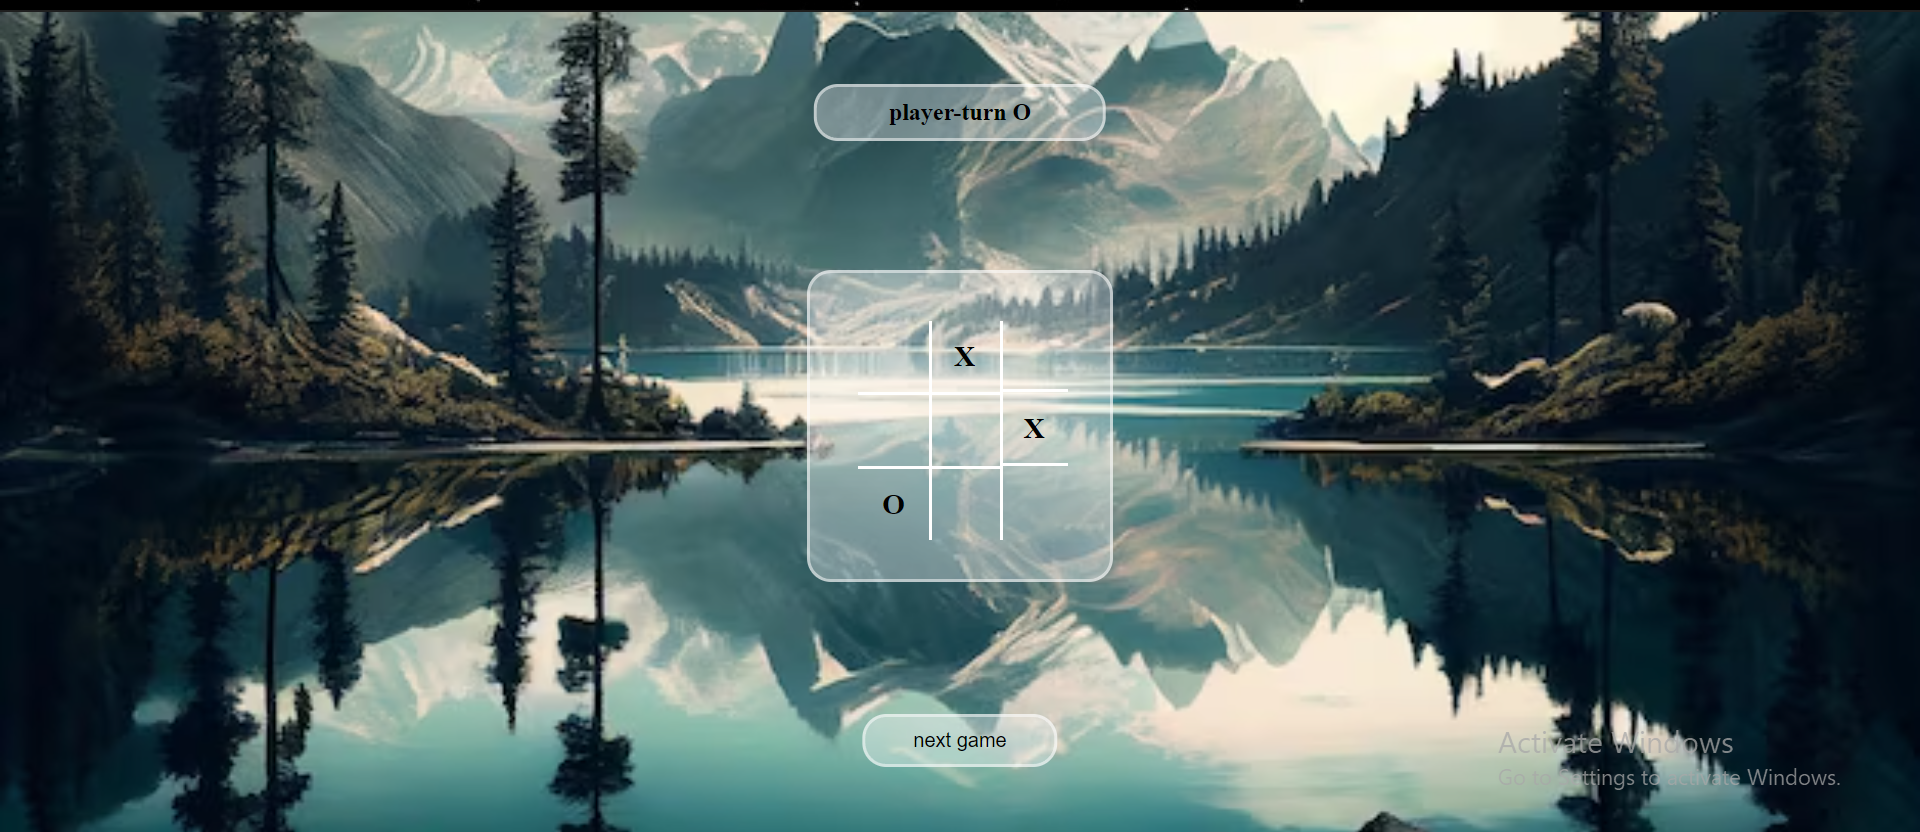 player-turn O
X
X
O
next game
Activate Windows
Go to Settings to activate Windows.